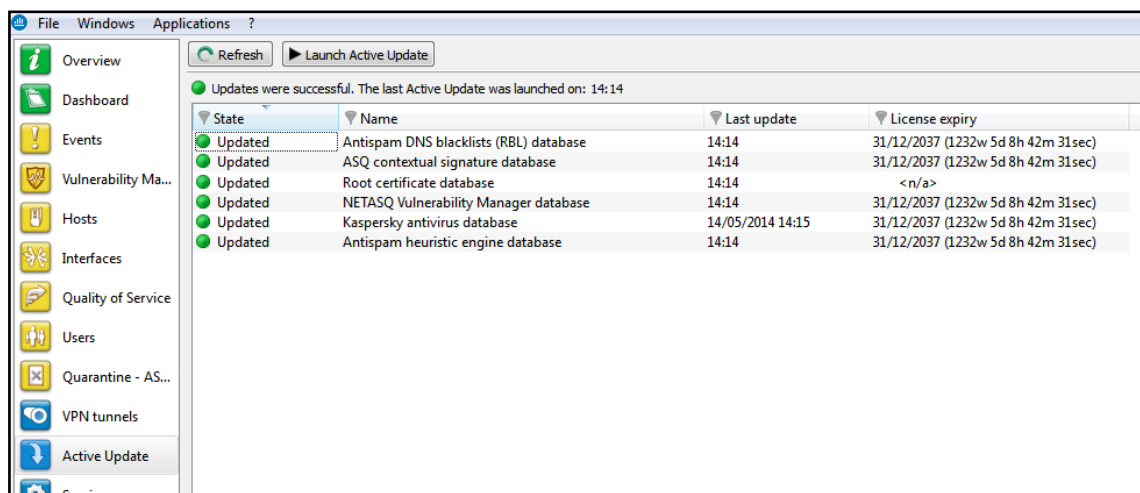 File Windows Applications ?
Overview
Dashboard
Events
Vulnerability Ma...
Hosts
Interfaces
Quality of Service
Users
Quarantine - AS...
VPN tunnels
Active Update
Refresh Launch Active Update
Updates were successful. The last Active Update was launched on: 14:14
State Name Last update License expiry
Updated Antispam DNS blacklists (RBL) database 14:14 31/12/2037 (1232w 5d 8h 42m 31sec)
Updated ASQ contextual signature database 14:14 31/12/2037 (1232w 5d 8h 42m 31sec)
Updated Root certificate database 14:14 <n/a>
Updated NETASQ Vulnerability Manager database 14:14 31/12/2037 (1232w 5d 8h 42m 31sec)
Updated Kaspersky antivirus database 14/05/2014 14:15 31/12/2037 (1232w 5d 8h 42m 31sec)
Updated Antispam heuristic engine database 14:14 31/12/2037 (1232w 5d 8h 42m 31sec)